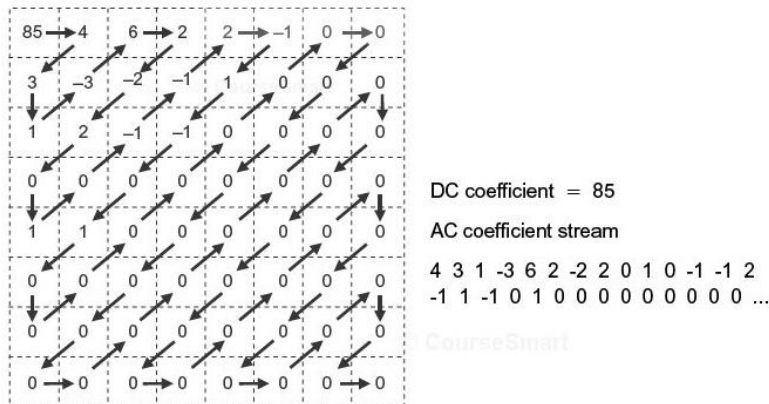 85 4 6 2 2 –1 0 0
3 –3 –2 –1 1 0 0 0
1 2 –1 –1 0 0 0 0
0 0 0 0 0 0 0 0
1 1 0 0 0 0 0 0
0 0 0 0 0 0 0 0
0 0 0 0 0 0 0 0
0 0 0 0 0 0 0 0
DC coefficient = 85
AC coefficient stream
4 3 1 -3 6 2 -2 2 0 1 0 -1 -1 2
-1 1 -1 0 1 0 0 0 0 0 0 0 0 0 0 ...
CourseSmart